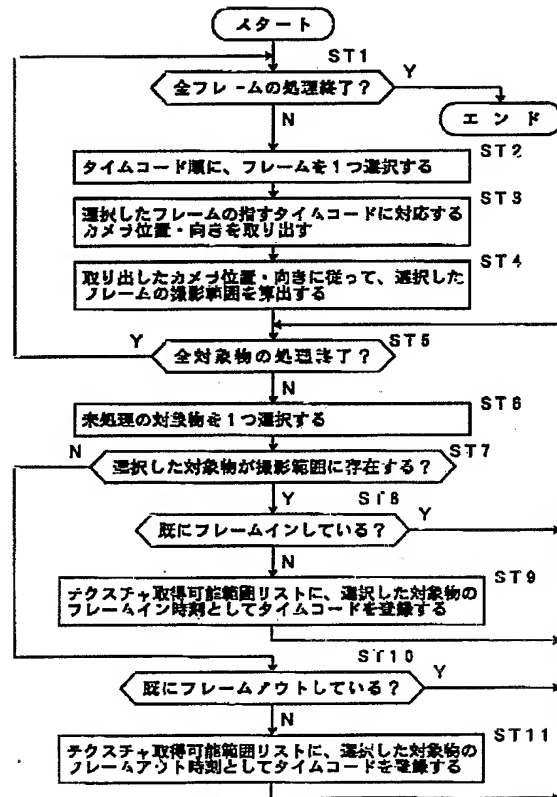 スタート
ST1
全フレームの処理終了?
Y
N
エンド
ST2
タイムコード順に、フレームを1つ選択する
ST3
選択したフレームの指すタイムコードに対応する
カメラ位置・向きを取り出す
ST4
取り出したカメラ位置・向きに従って、選択した
フレームの撮影範囲を算出する
Y
ST5
全対象物の処理終了?
N
ST6
未処理の対象物を1つ選択する
N
ST7
選択した対象物が撮影範囲に存在する?
Y
ST8
既にフレームインしている?
Y
N
ST9
テクスチャ取得可能範囲リストに、選択した対象物の
フレームイン時刻としてタイムコードを登録する
ST10
既にフレームアウトしている?
Y
N
ST11
テクスチャ取得可能範囲リストに、選択した対象物の
フレームアウト時刻としてタイムコードを登録する